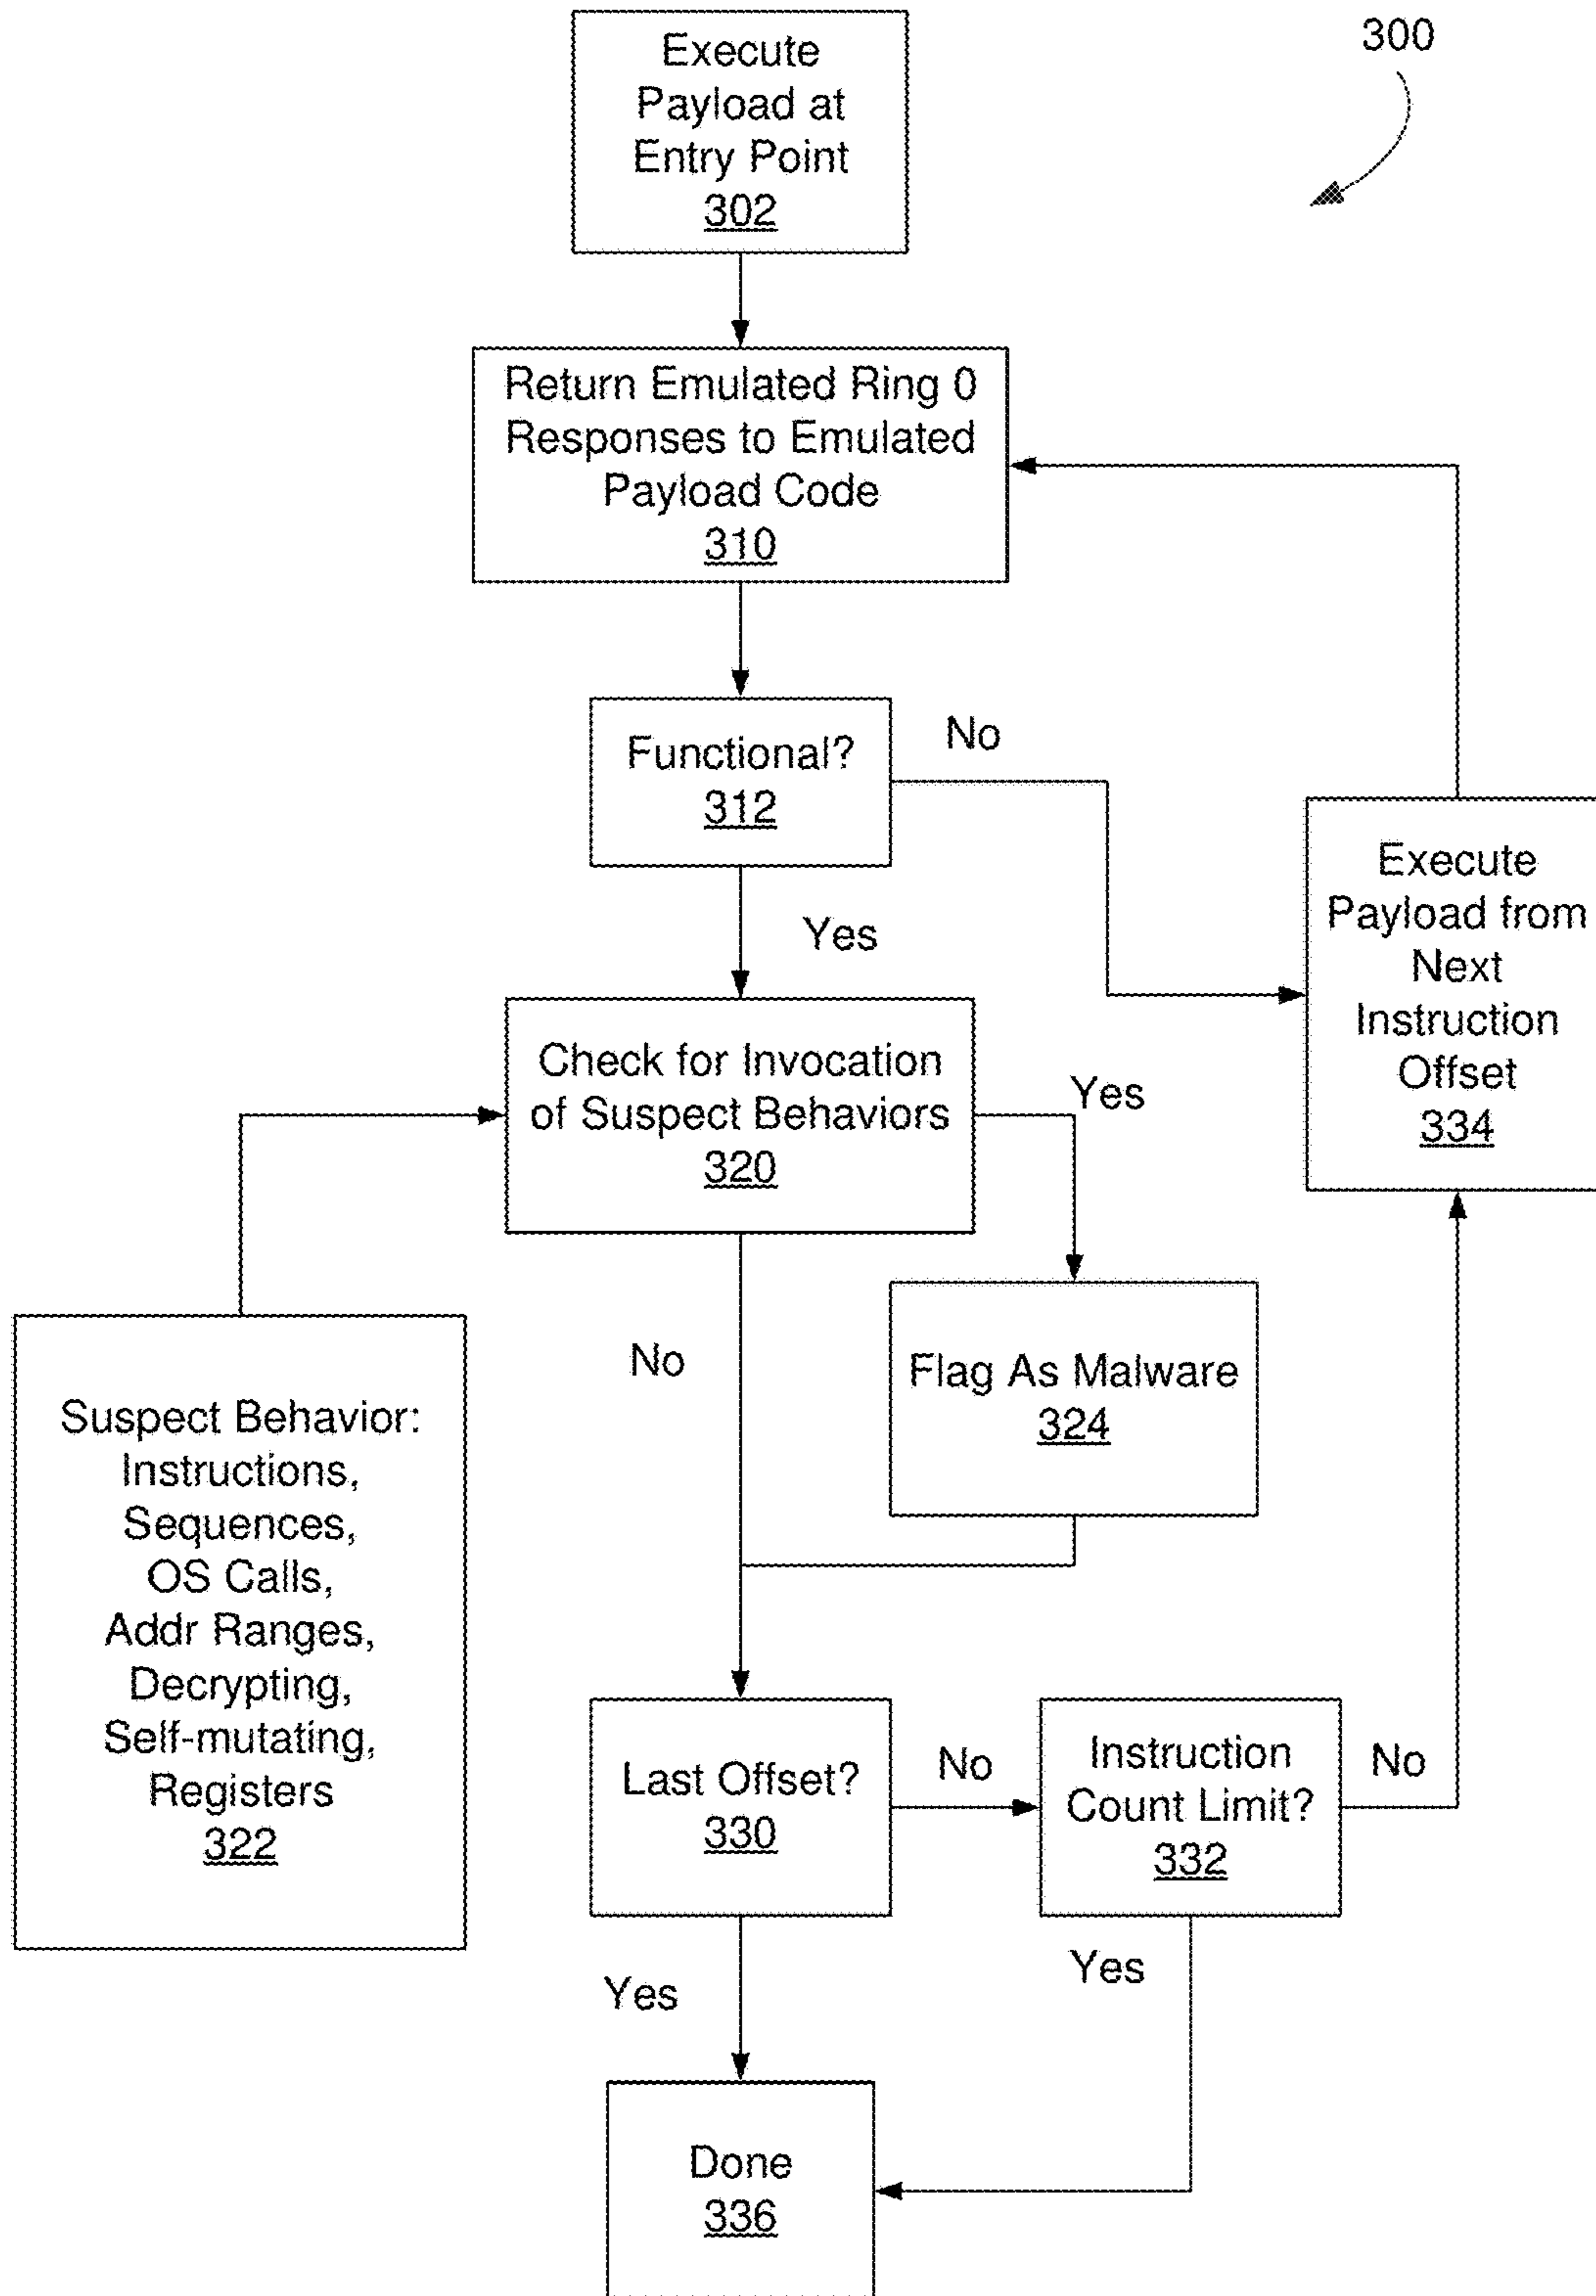 300
Execute
Payload at
Entry Point
302
Return Emulated Ring 0
Responses to Emulated
Payload Code
310
Functional?
312
No
Yes
Execute
Payload from
Next
Instruction
Offset
334
Check for Invocation
of Suspect Behaviors
320
Yes
No
Flag As Malware
324
Suspect Behavior:
Instructions,
Sequences,
OS Calls,
Addr Ranges,
Decrypting,
Self-mutating,
Registers
322
Last Offset?
330
No
Instruction
Count Limit?
332
No
Yes
Yes
Done
336